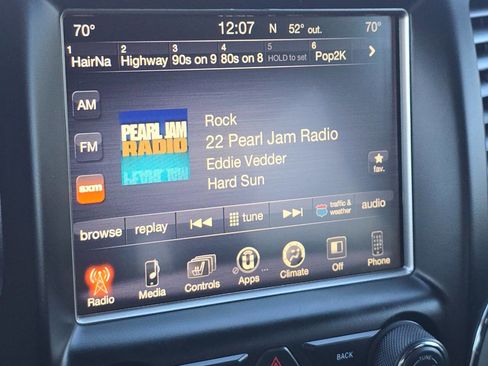 70° 12:07 N 52° out. 70°
1 2 3 4 5 6
HairNa Highway 90s on 9 80s on 8 HOLD to set Pop2K
AM
FM
sxm
PEARL JAM
RADIO
Rock
22 Pearl Jam Radio
Eddie Vedder
Hard Sun
fav.
browse replay tune traffic & weather audio
Radio Media Controls Apps Climate Off Phone
BACK